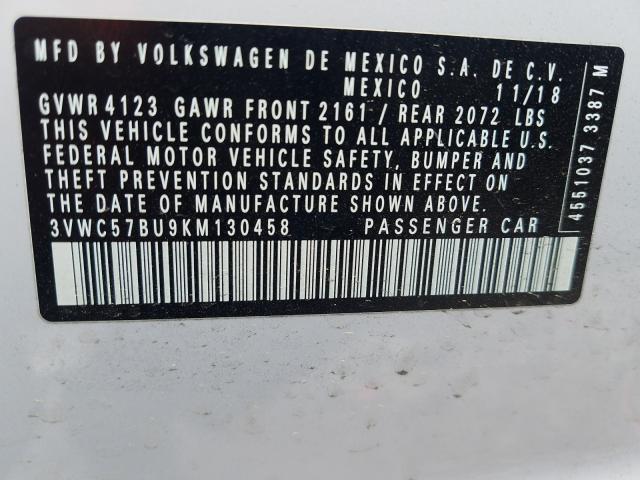 MFD BY VOLKSWAGEN DE MEXICO S.A. DE C.V.
MEXICO 11/18
GVWR 4123 GAWR FRONT 2161 / REAR 2072 LBS
THIS VEHICLE CONFORMS TO ALL APPLICABLE U.S.
FEDERAL MOTOR VEHICLE SAFETY, BUMPER AND
THEFT PREVENTION STANDARDS IN EFFECT ON
THE DATE OF MANUFACTURE SHOWN ABOVE.
3VWC57BU9KM130458 PASSENGER CAR
4551037 3387 M